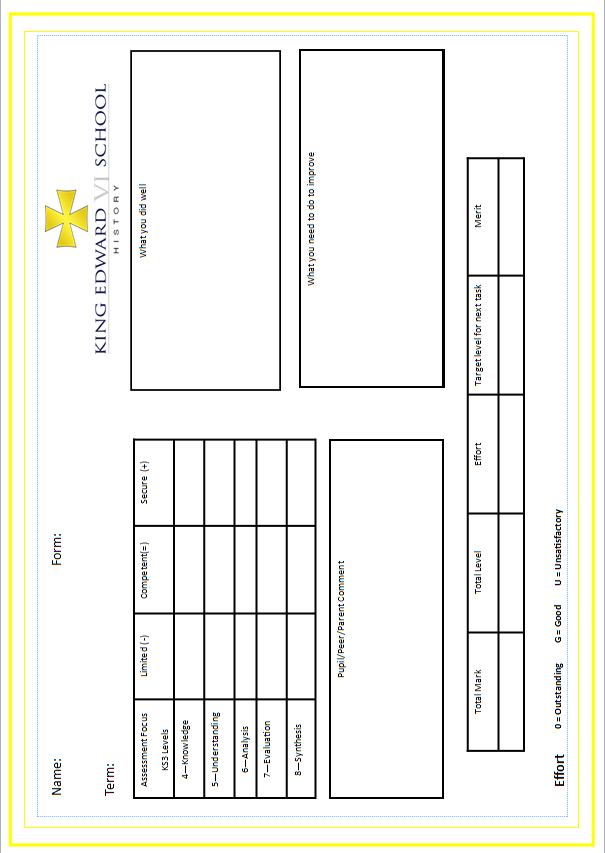 Name:
Form:
KING EDWARD VI SCHOOL
HISTORY
Term:
Assessment Focus
KS3 Levels
Limited (-)
Competent(=)
Secure (+)
4—Knowledge
5—Understanding
6—Analysis
7—Evaluation
8—Synthesis
What you did well
What you need to do to improve
Pupil/Peer/Parent Comment
Total Mark
Total Level
Effort
Target level for next task
Merit
Effort
0 = Outstanding
G = Good
U = Unsatisfactory